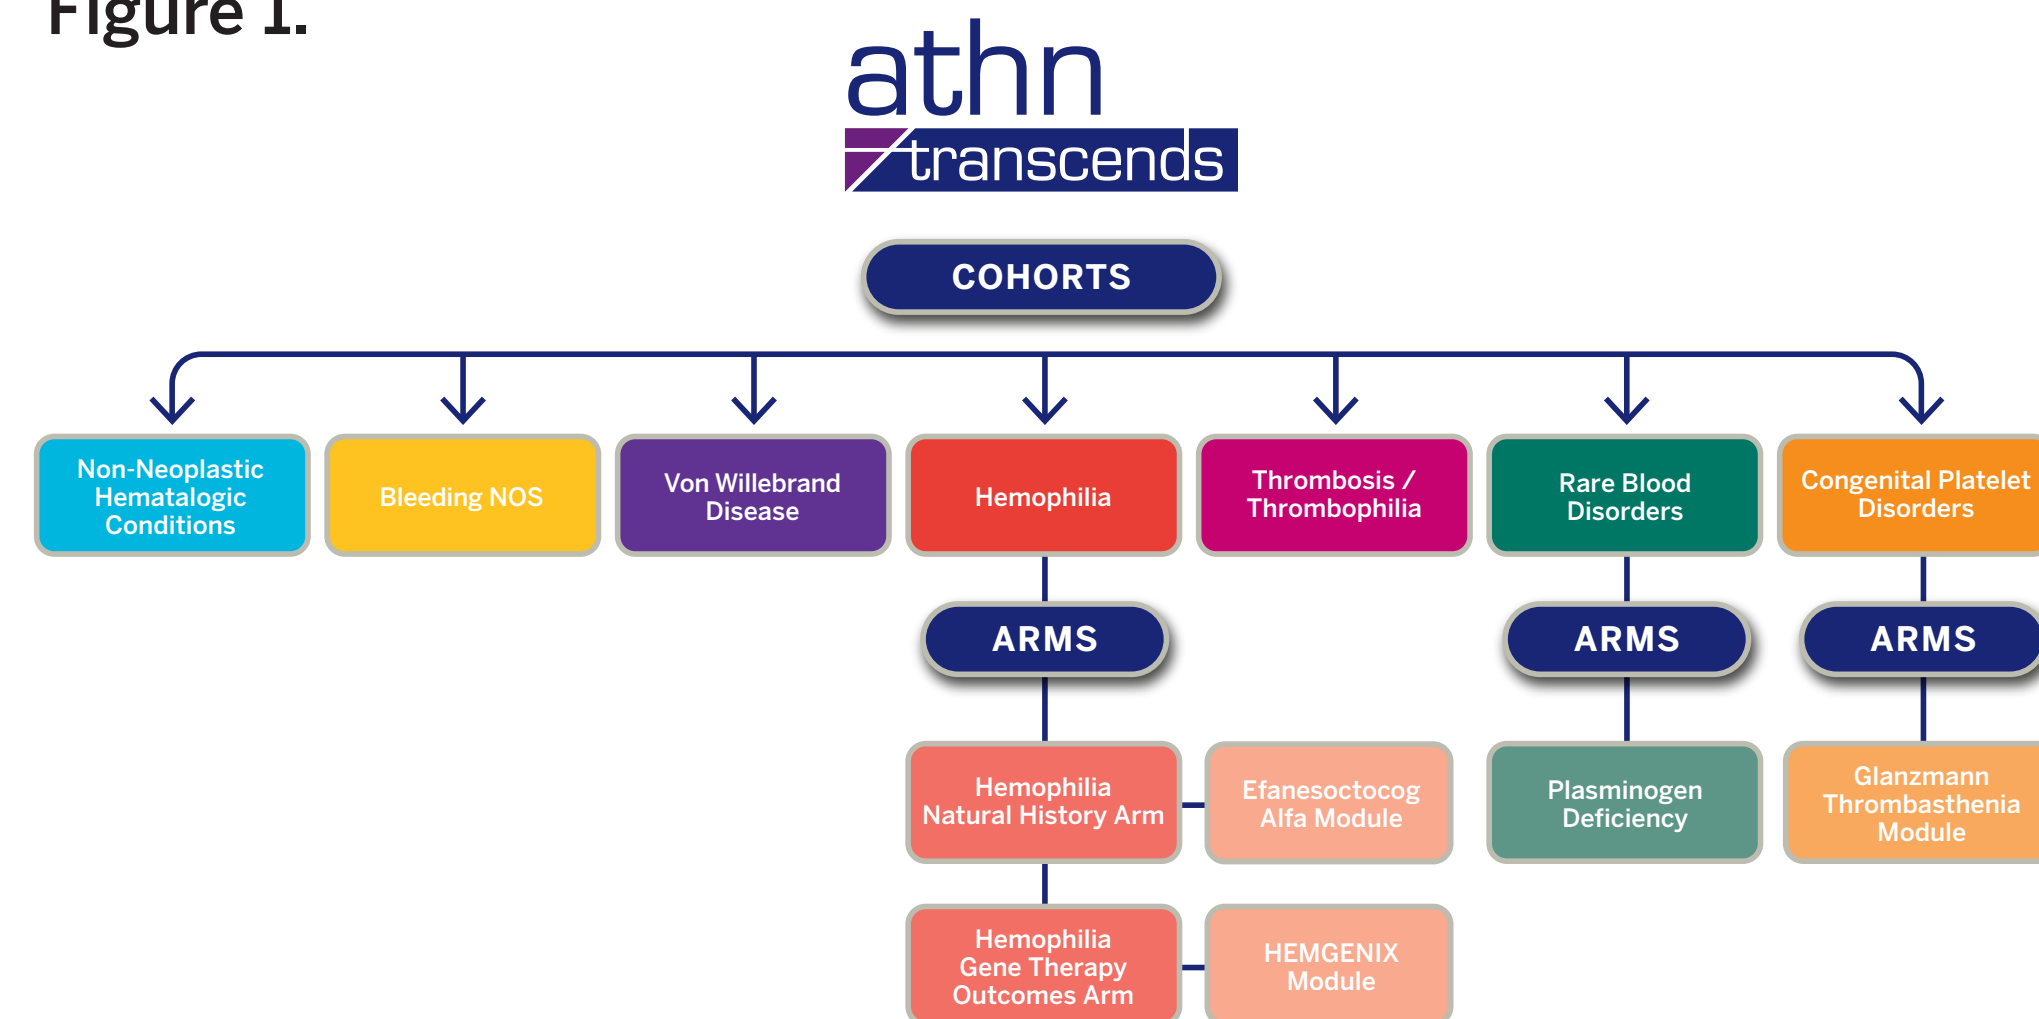 Figure 1.
athn
transcends
COHORTS
Non-Neoplastic
Hematalogic
Conditions
Bleeding NOS
Von Willebrand
Disease
Hemophilia
Thrombosis /
Thrombophilia
Rare Blood
Disorders
Congenital Platelet
Disorders
ARMS
ARMS
ARMS
Hemophilia
Natural History Arm
Efanesoctocog
Alfa Module
Plasminogen
Deficiency
Glanzmann
Thrombasthenia
Module
Hemophilia
Gene Therapy
Outcomes Arm
HEMGENIX
Module